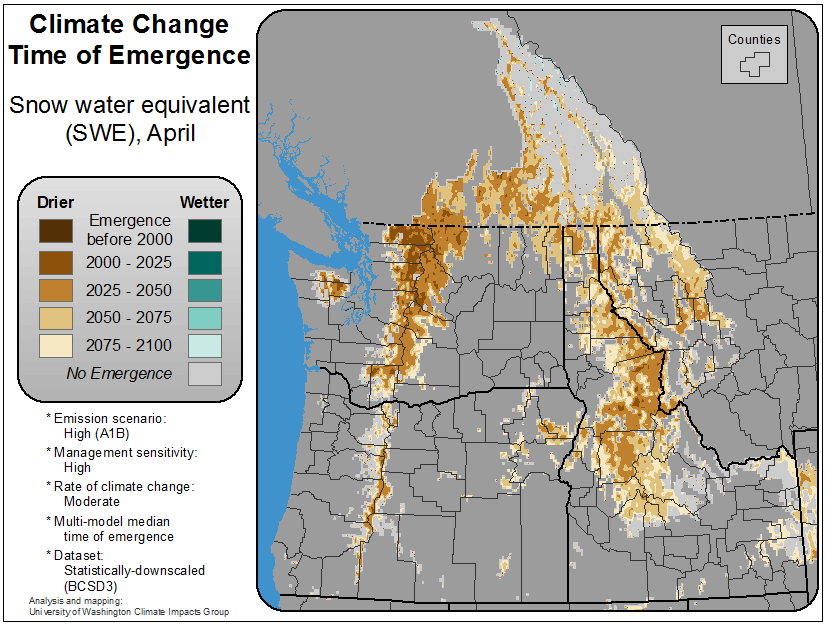 Climate Change
Time of Emergence
Snow water equivalent
(SWE), April
Drier Wetter
Emergence
before 2000
2000 - 2025
2025 - 2050
2050 - 2075
2075 - 2100
No Emergence
* Emission scenario:
High (A1B)
* Management sensitivity:
High
* Rate of climate change:
Moderate
* Multi-model median
time of emergence
* Dataset:
Statistically-downscaled
(BCSD3)
Analysis and mapping:
University of Washington Climate Impacts Group
Counties